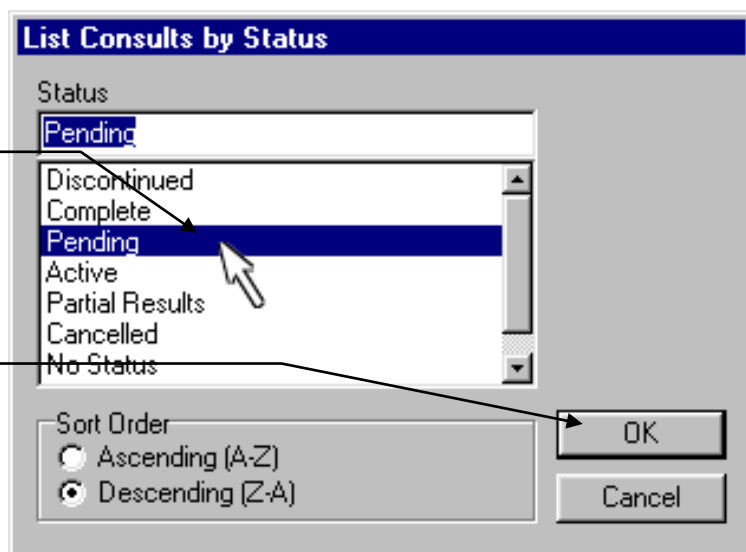 List Consults by Status
Status
Pending
Discontinued
Complete
Pending
Active
Partial Results
Cancelled
No Status
Sort Order
Ascending (A-Z)
Descending (Z-A)
OK
Cancel